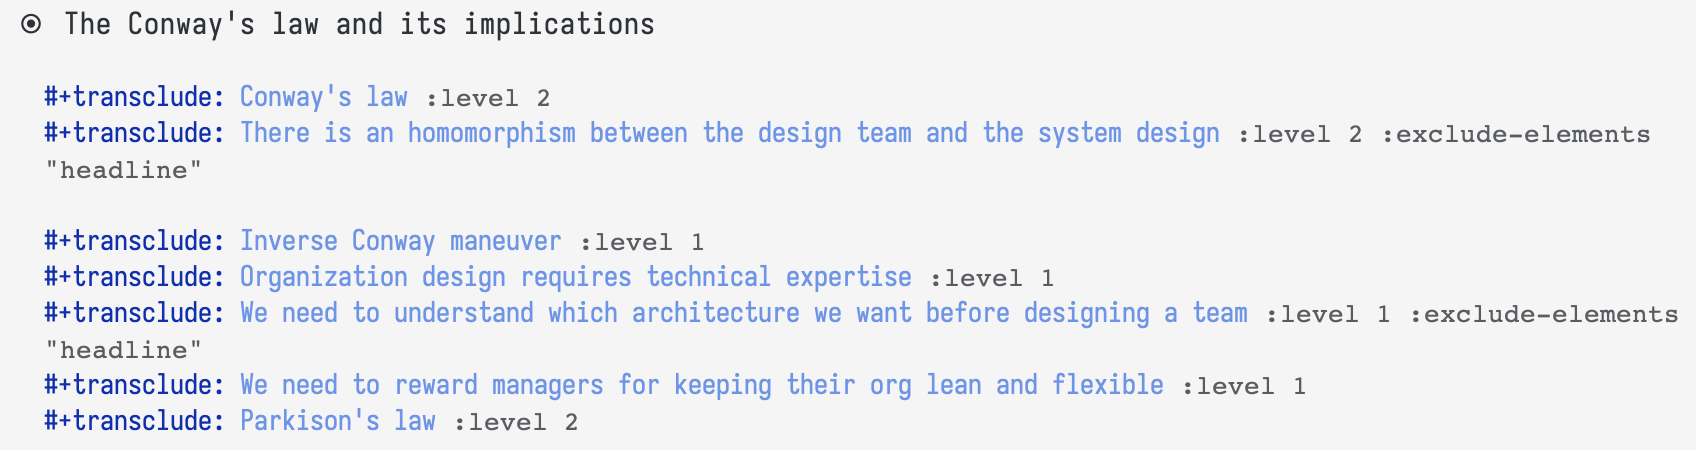 The Conway's law and its implications
#+transclude: Conway's law :level 2
#+transclude: There is an homomorphism between the design team and the system design :level 2 :exclude-elements
"headline"
#+transclude: Inverse Conway maneuver :level 1
#+transclude: Organization design requires technical expertise :level 1
#+transclude: We need to understand which architecture we want before designing a team :level 1 :exclude-elements
"headline"
#+transclude: We need to reward managers for keeping their org lean and flexible :level 1
#+transclude: Parkison's law :level 2